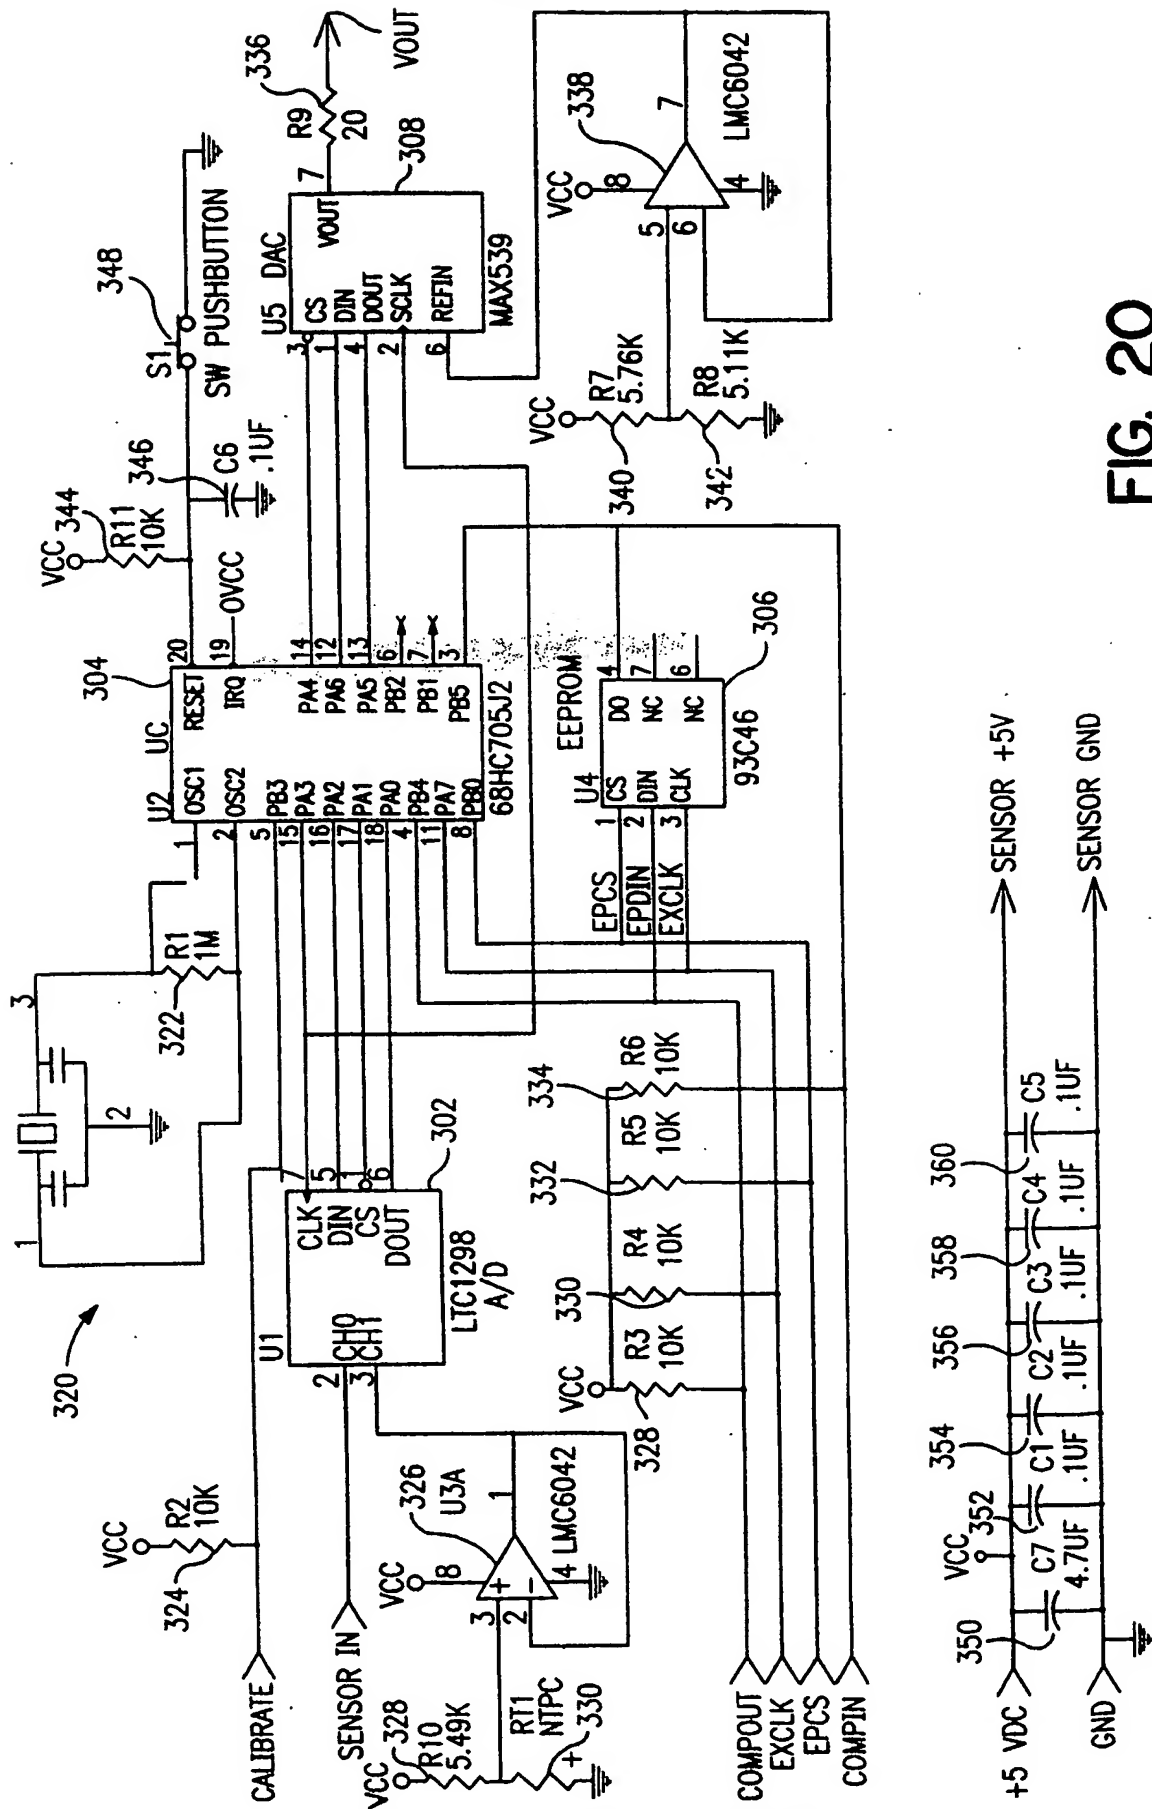 320
1
2
3
322
R1
1M
VCC
R2
10K
324
CALIBRATE
SENSOR IN
U2
UC
304
OSC1
OSC2
PB3
PA3
PA2
PA1
PA0
PB4
PA7
PB0
1
2
5
15
16
17
18
4
11
8
RESET
IRQ
PA4
PA6
PA5
PB2
PB1
PB5
20
19
14
12
13
6
7
3
68HC705J2
OVCC
VCC
344
R11
10K
346
C6
.1UF
S1
348
SW PUSHBUTTON
U5
DAC
CS
DIN
DOUT
SCLK
REFIN
VOUT
3
1
4
2
6
7
308
MAX539
R9
20
336
VOUT
U1
CH0
CH1
2
3
CLK
DIN
CS
DOUT
5
1
6
302
LTC1298
A/D
VCC
328
R10
5.49K
RT1
NTPC
+
330
VCC
8
3
2
+
-
4
1
326
U3A
LMC6042
VCC
R3
10K
328
R4
10K
330
R5
10K
332
R6
10K
334
EPCS
EPDIN
EXCLK
U4
EEPROM
CS
DIN
CLK
1
2
3
DO
NC
NC
4
7
6
306
93C46
VCC
R7
5.76K
340
R8
5.11K
342
VCC
8
5
6
4
7
338
LMC6042
COMPOUT
EXCLK
EPCS
COMPIN
+5 VDC
GND
350
C7
4.7UF
VCC
352
C1
.1UF
354
C2
.1UF
356
C3
.1UF
358
C4
.1UF
360
C5
.1UF
SENSOR +5V
SENSOR GND
FIG. 20